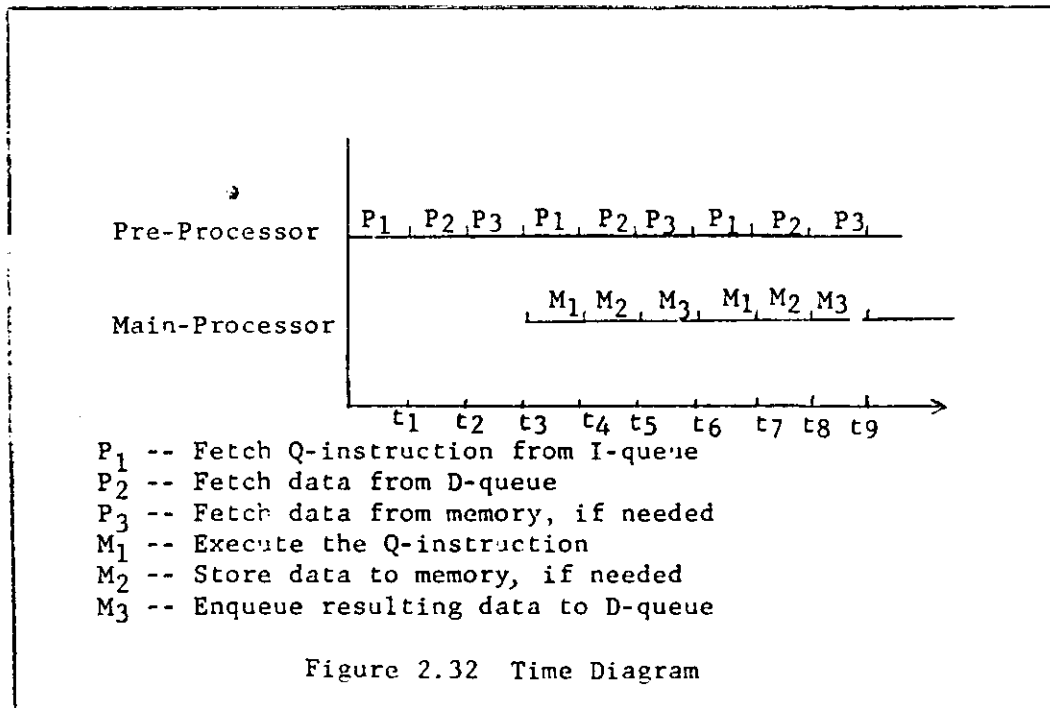 Pre-Processor P1 P2 P3 P1 P2 P3 P1 P2 P3
Main-Processor M1 M2 M3 M1 M2 M3
t1 t2 t3 t4 t5 t6 t7 t8 t9
P1 -- Fetch Q-instruction from I-queue
P2 -- Fetch data from D-queue
P3 -- Fetch data from memory, if needed
M1 -- Execute the Q-instruction
M2 -- Store data to memory, if needed
M3 -- Enqueue resulting data to D-queue
Figure 2.32 Time Diagram